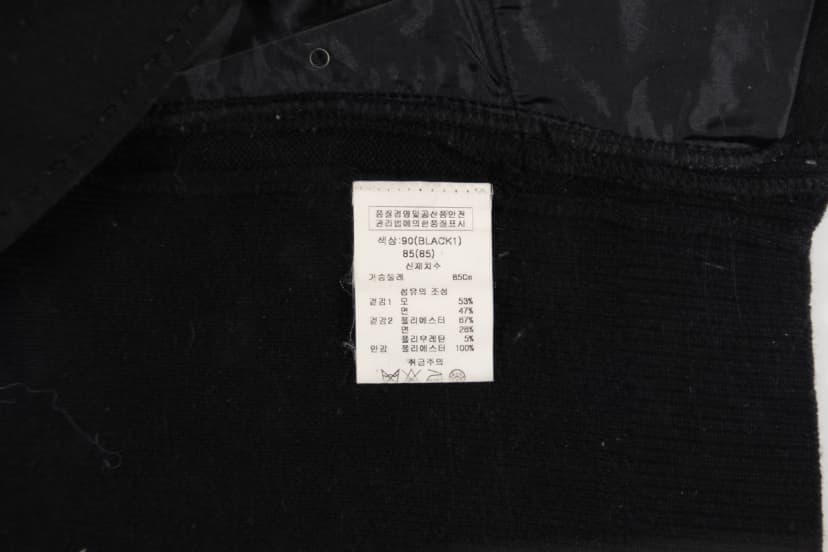 품질경영및공산품안전
관리법에의한품질표시
색상:90(BLACK1)
85(85)
신체치수
가슴둘레 85Cm
섬유의 조성
겉감1 모 53%
면 47%
겉감2 폴리에스터 67%
면 28%
폴리우레탄 5%
안감 폴리에스터 100%
취급주의